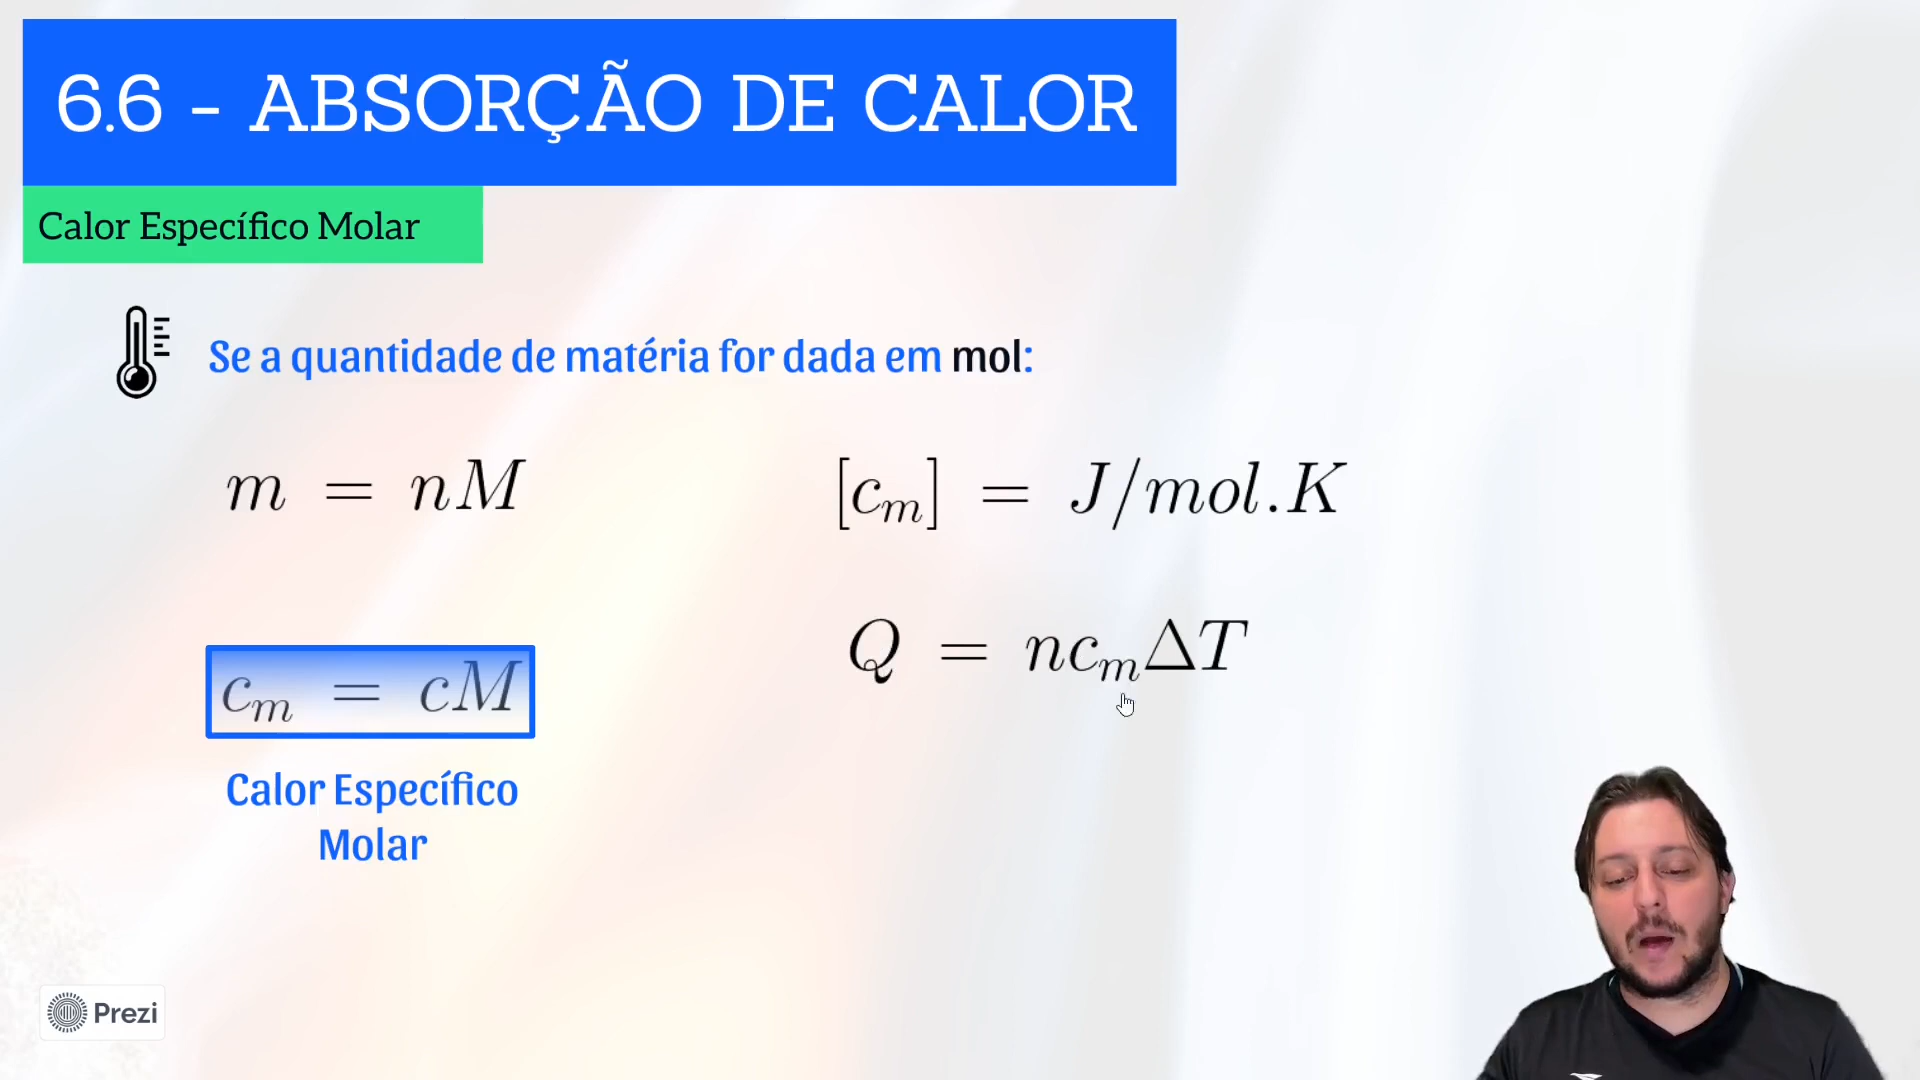 6.6 - ABSORÇÃO DE CALOR
Calor Específico Molar
Se a quantidade de matéria for dada em mol:
m = nM
[c_m] = J/mol.K
c_m = cM
Q = nc_mΔT
Calor Específico
Molar
Prezi